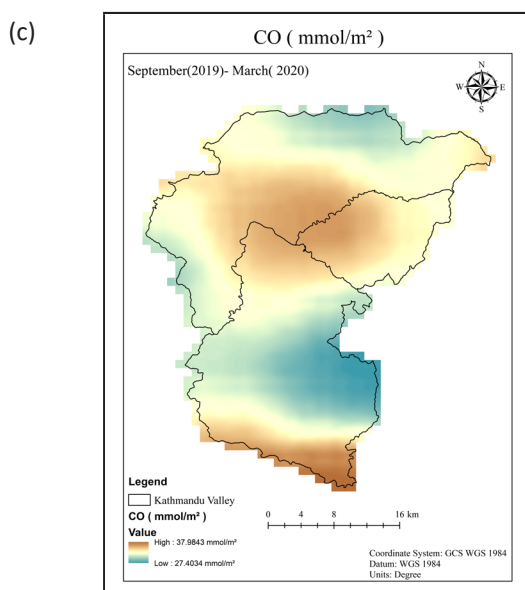 (c)
CO ( mmol/m² )
September(2019)- March( 2020)
N
W E
S
Legend
Kathmandu Valley
CO ( mmol/m² )
Value
High : 37.9843 mmol/m²
Low : 27.4034 mmol/m²
0 4 8 16 km
Coordinate System: GCS WGS 1984
Datum: WGS 1984
Units: Degree